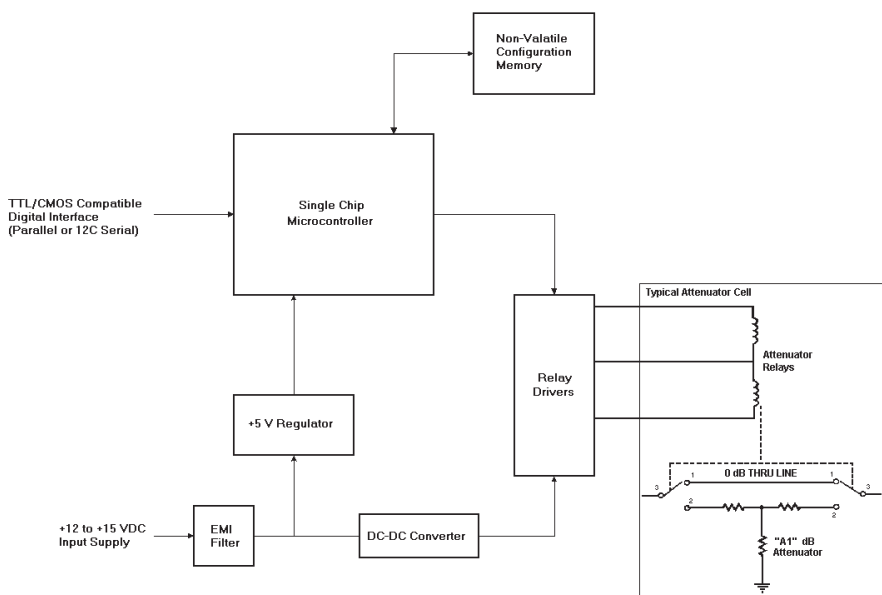 Non-Valatile
Configuration
Memory
Single Chip
Microcontroller
TTL/CMOS Compatible
Digital Interface
(Parallel or 12C Serial)
Typical Attenuator Cell
Attenuator
Relays
Relay
Drivers
+5 V Regulator
0 dB THRU LINE
1
1
3
3
2
2
+12 to +15 VDC
Input Supply
EMI
Filter
DC-DC Converter
"A1" dB
Attenuator